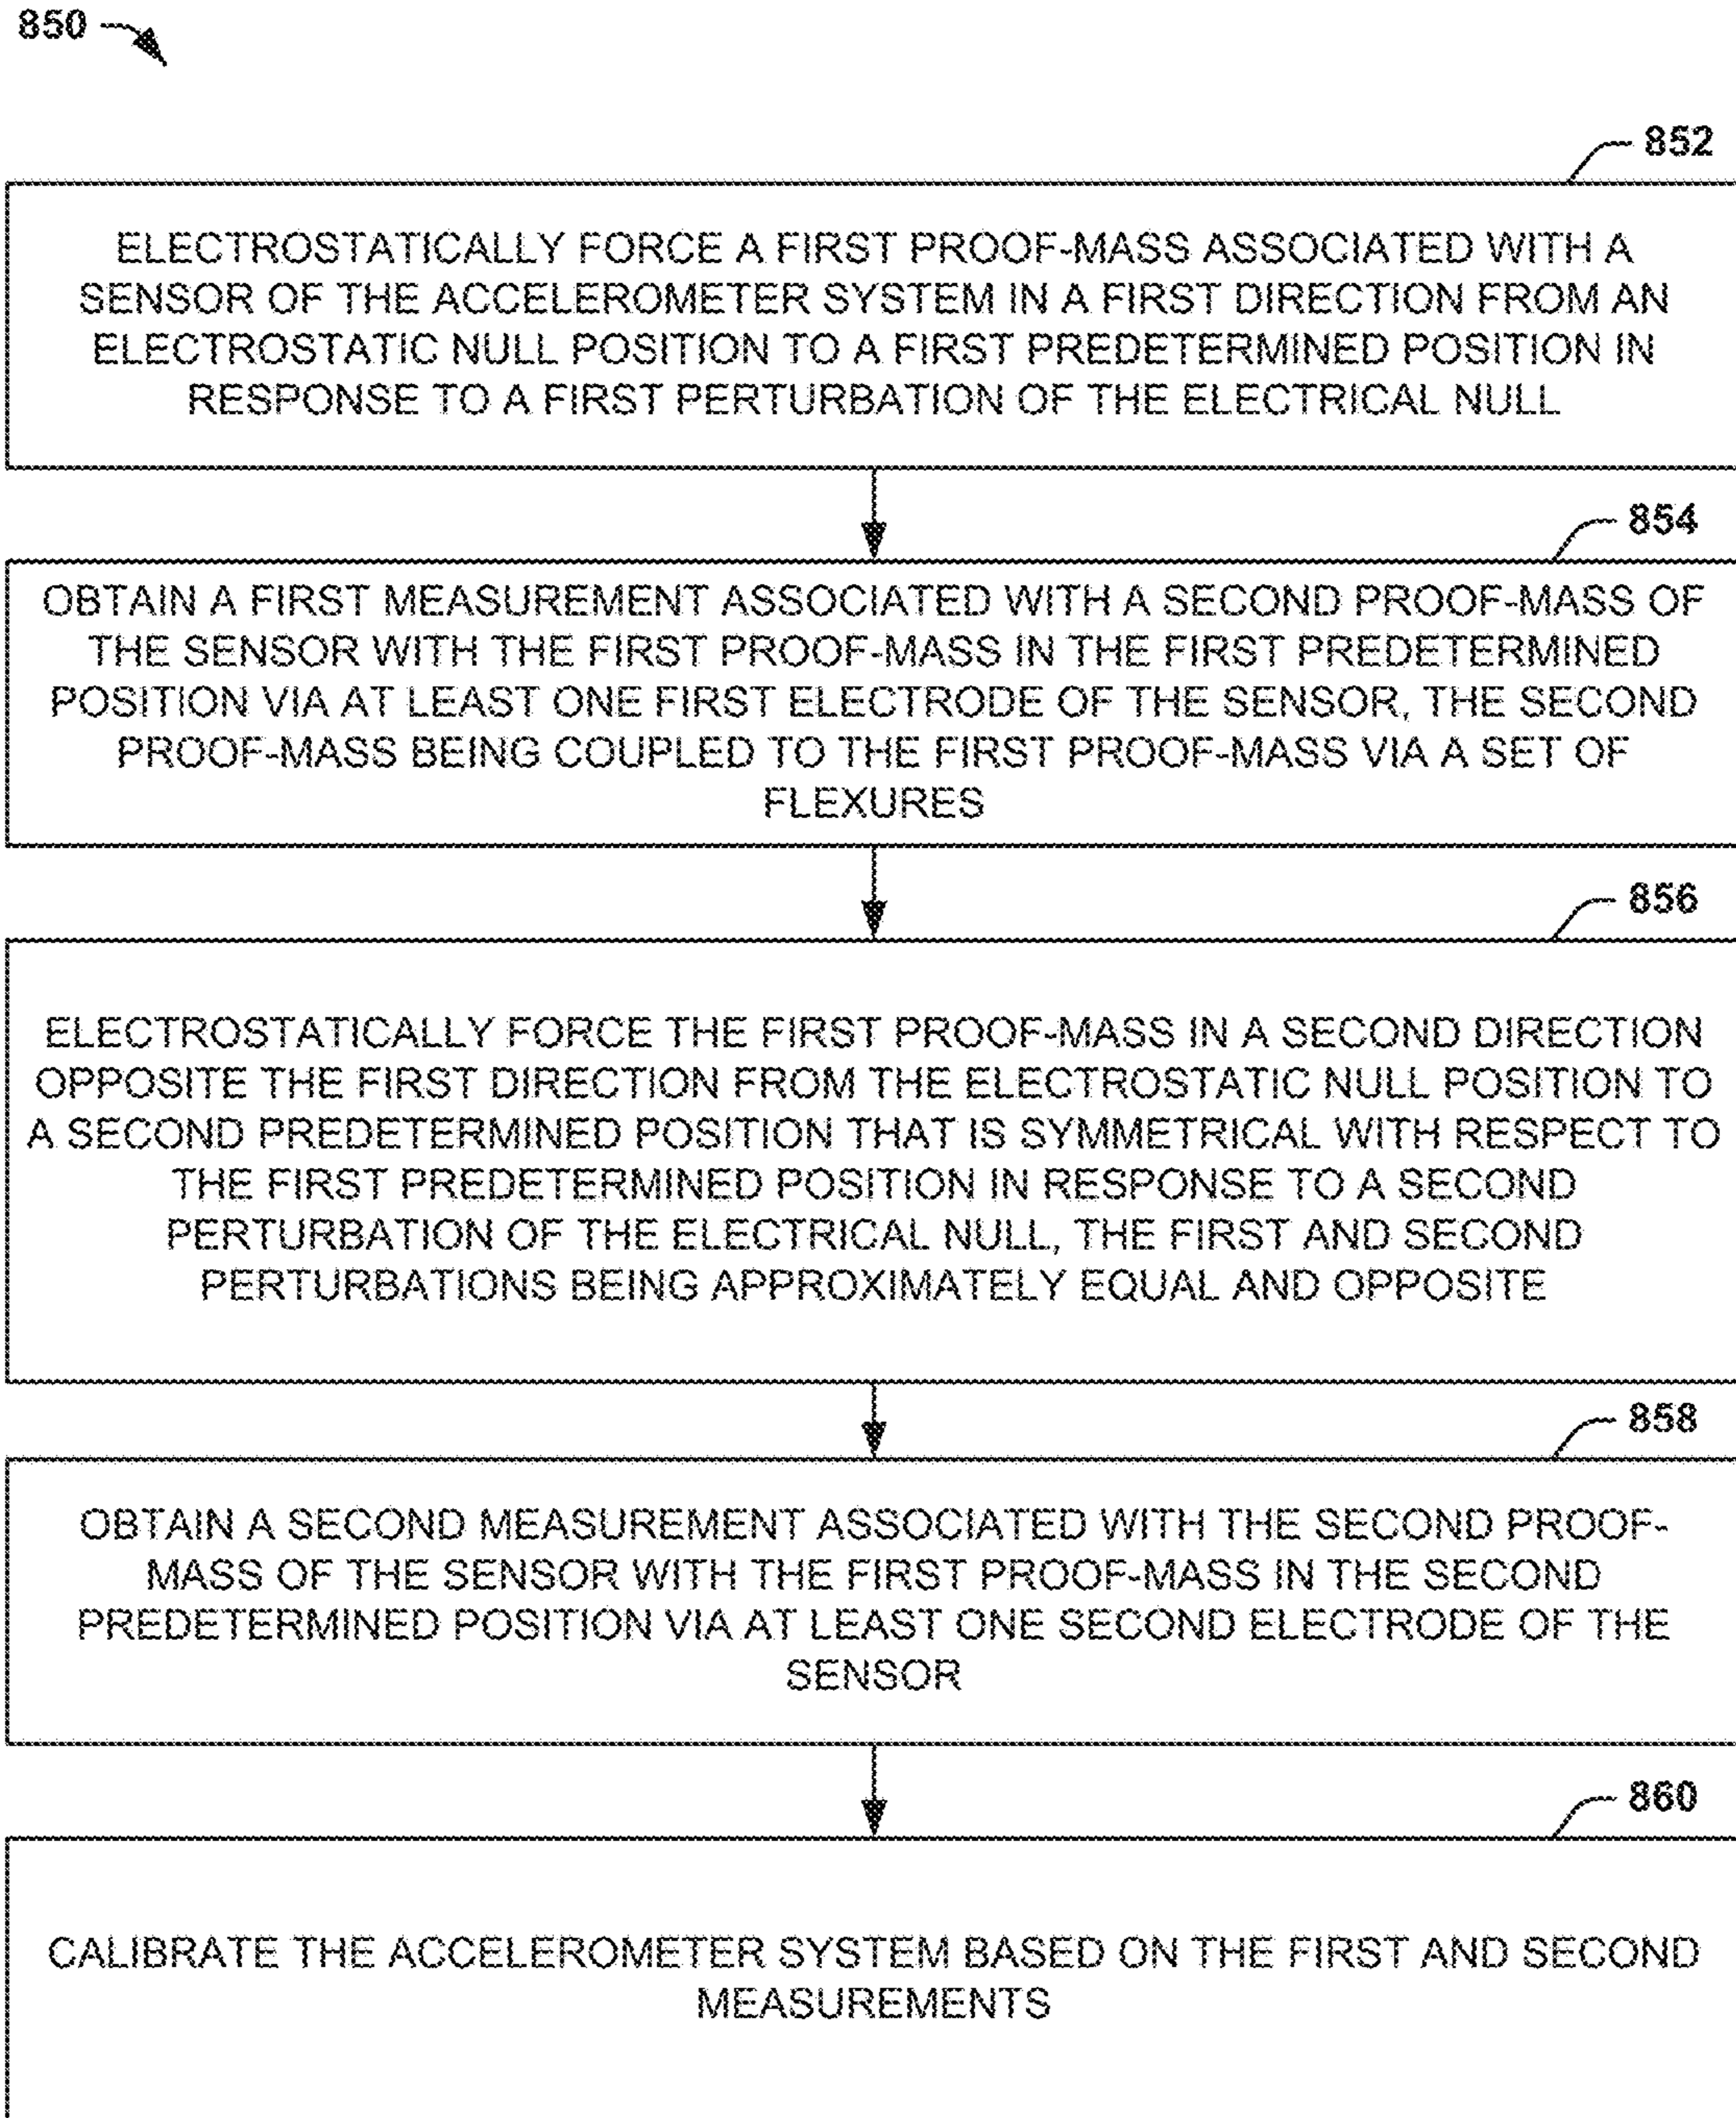 850
852
ELECTROSTATICALLY FORCE A FIRST PROOF-MASS ASSOCIATED WITH A
SENSOR OF THE ACCELEROMETER SYSTEM IN A FIRST DIRECTION FROM AN
ELECTROSTATIC NULL POSITION TO A FIRST PREDETERMINED POSITION IN
RESPONSE TO A FIRST PERTURBATION OF THE ELECTRICAL NULL
854
OBTAIN A FIRST MEASUREMENT ASSOCIATED WITH A SECOND PROOF-MASS OF
THE SENSOR WITH THE FIRST PROOF-MASS IN THE FIRST PREDETERMINED
POSITION VIA AT LEAST ONE FIRST ELECTRODE OF THE SENSOR, THE SECOND
PROOF-MASS BEING COUPLED TO THE FIRST PROOF-MASS VIA A SET OF
FLEXURES
856
ELECTROSTATICALLY FORCE THE FIRST PROOF-MASS IN A SECOND DIRECTION
OPPOSITE THE FIRST DIRECTION FROM THE ELECTROSTATIC NULL POSITION TO
A SECOND PREDETERMINED POSITION THAT IS SYMMETRICAL WITH RESPECT TO
THE FIRST PREDETERMINED POSITION IN RESPONSE TO A SECOND
PERTURBATION OF THE ELECTRICAL NULL, THE FIRST AND SECOND
PERTURBATIONS BEING APPROXIMATELY EQUAL AND OPPOSITE
858
OBTAIN A SECOND MEASUREMENT ASSOCIATED WITH THE SECOND PROOF-
MASS OF THE SENSOR WITH THE FIRST PROOF-MASS IN THE SECOND
PREDETERMINED POSITION VIA AT LEAST ONE SECOND ELECTRODE OF THE
SENSOR
860
CALIBRATE THE ACCELEROMETER SYSTEM BASED ON THE FIRST AND SECOND
MEASUREMENTS